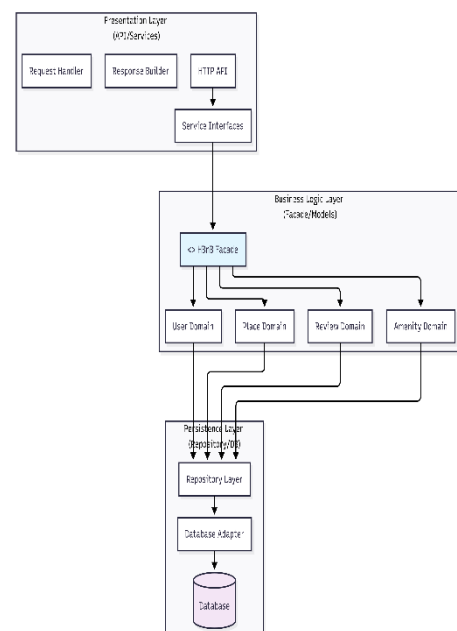 Presentation Layer
(API/Services)
Request Handler
Response Builder
HTTP API
Service Interfaces
Business Logic Layer
(Facade/Models)
<> HBnB Facade
User Domain
Place Domain
Review Domain
Amenity Domain
Persistence Layer
(Repository/DB)
Repository Layer
Database Adapter
Database